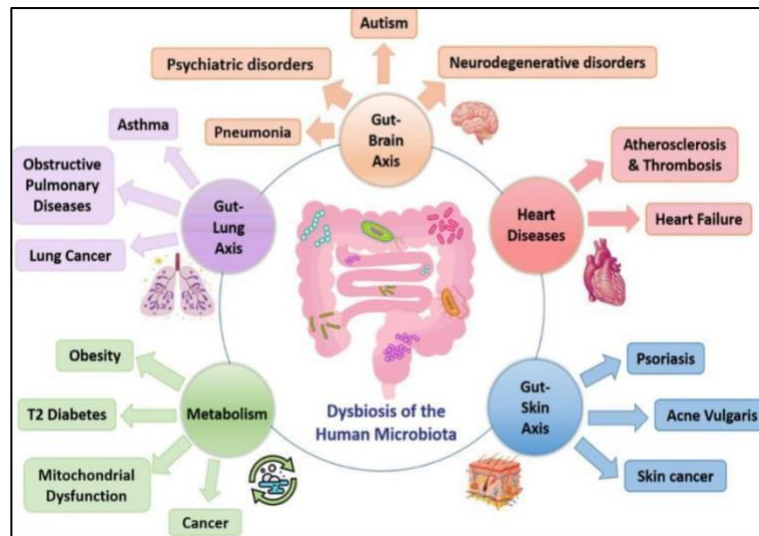 Autism
Psychiatric disorders
Neurodegenerative disorders
Pneumonia
Gut-
Brain
Axis
Asthma
Obstructive
Pulmonary
Diseases
Lung Cancer
Gut-
Lung
Axis
Atherosclerosis
& Thrombosis
Heart Failure
Heart
Diseases
Obesity
T2 Diabetes
Mitochondrial
Dysfunction
Cancer
Metabolism
Dysbiosis of the
Human Microbiota
Gut-
Skin
Axis
Psoriasis
Acne Vulgaris
Skin cancer